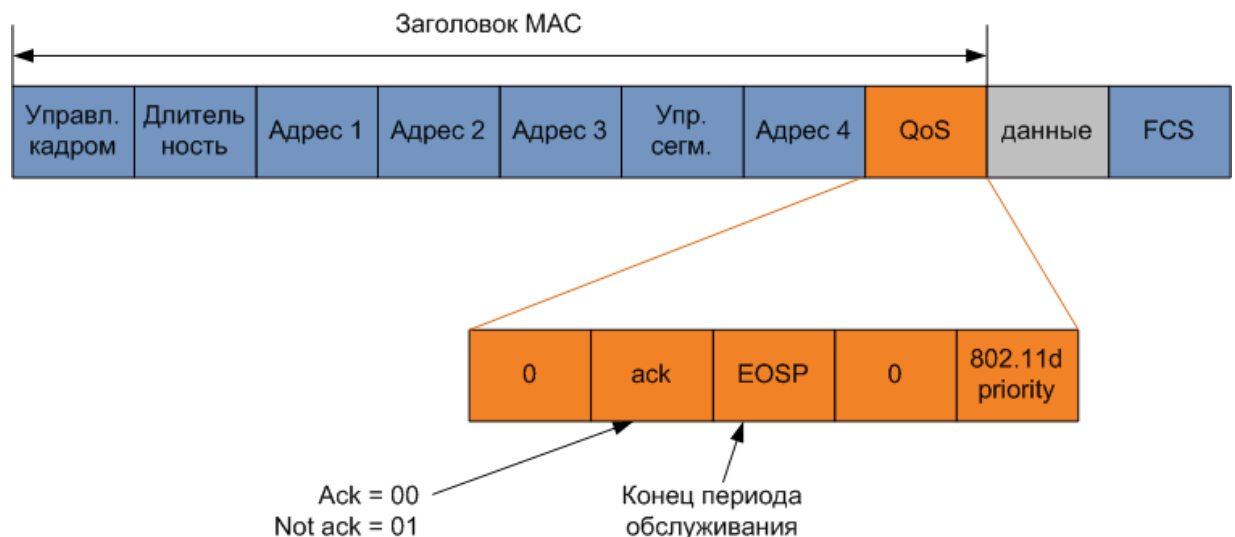 Заголовок MAC
Управл.
кадром
Длитель
ность
Адрес 1
Адрес 2
Адрес 3
Упр.
сегм.
Адрес 4
QoS
данные
FCS
0
ack
EOSP
0
802.11d
priority
Ack = 00
Not ack = 01
Конец периода
обслуживания